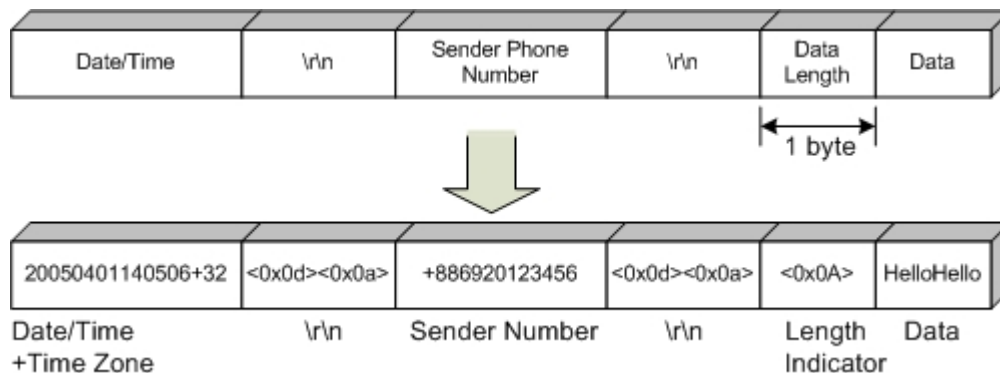 Date/Time
\r\n
Sender Phone
Number
\r\n
Data
Length
Data
1 byte
20050401140506+32
<0x0d><0x0a>
+886920123456
<0x0d><0x0a>
<0x0A>
HelloHello
Date/Time
+Time Zone
\r\n
Sender Number
\r\n
Length
Indicator
Data